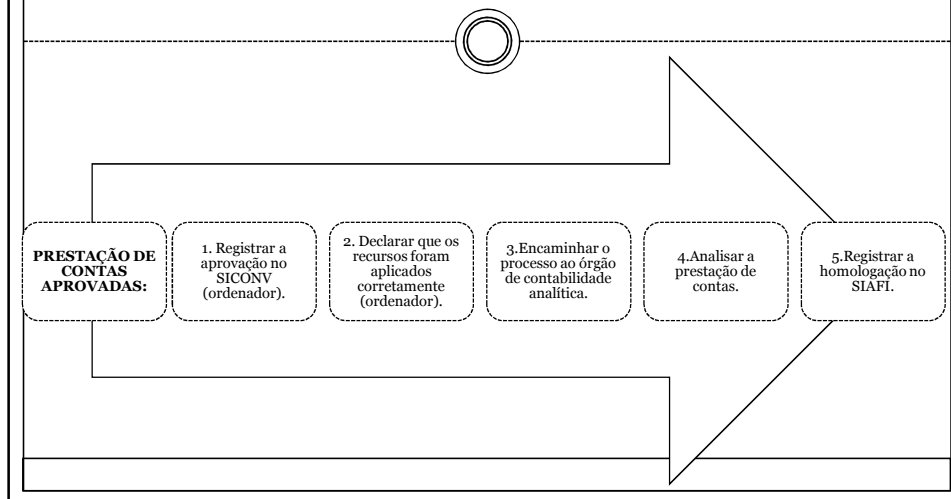 PRESTAÇÃO DE
CONTAS
APROVADAS:
1. Registrar a
aprovação no
SICONV
(ordenador).
2. Declarar que os
recursos foram
aplicados
corretamente
(ordenador).
3.Encaminhar o
processo ao órgão
de contabilidade
analítica.
4.Analisar a
prestação de
contas.
5.Registrar a
homologação no
SIAFI.